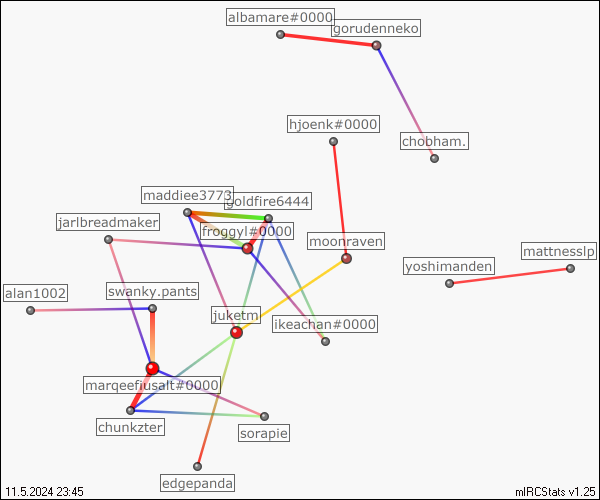 albamare#0000
gorudenneko
hjoenk#0000
chobham.
maddiee3773
goldfire6444
jarlbreadmaker
froggyl#0000
moonraven
mattnesslp
yoshimanden
alan1002
swanky.pants
juketm
ikeachan#0000
marqeefiusalt#0000
chunkzter
sorapie
edgepanda
11.5.2024 23:45
mIRCStats v1.25